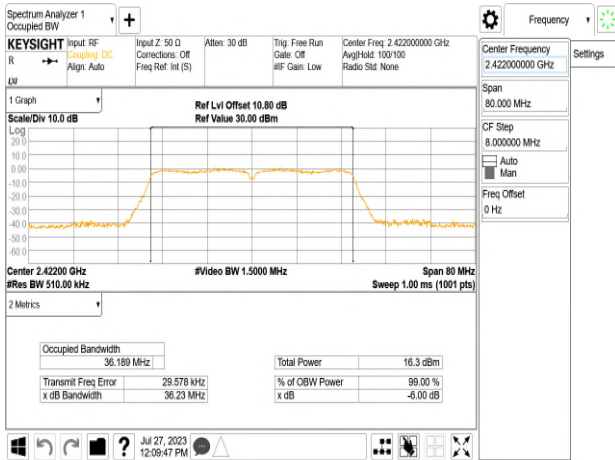 Spectrum Analyzer 1
Occupied BW
KEYSIGHT
R
Input: RF
Coupling: DC
Align: Auto
Input Z: 50 Ω
Corrections: Off
Freq Ref: Int (S)
Atten: 30 dB
Trig: Free Run
Gate: Off
#IF Gain: Low
Center Freq: 2.422000000 GHz
Avg|Hold: 100/100
Radio Std: None
1 Graph
Scale/Div 10.0 dB
Ref Lvl Offset 10.80 dB
Ref Value 30.00 dBm
Log
20.0
10.0
0.00
-10.0
-20.0
-30.0
-40.0
-50.0
-60.0
Center 2.42200 GHz
#Res BW 510.00 kHz
#Video BW 1.5000 MHz
Span 80 MHz
Sweep 1.00 ms (1001 pts)
2 Metrics
Occupied Bandwidth
36.189 MHz
Total Power 16.3 dBm
Transmit Freq Error 29.578 kHz
% of OBW Power 99.00 %
x dB Bandwidth 36.23 MHz
x dB -6.00 dB
Jul 27, 2023
12:09:47 PM
Frequency
Settings
Center Frequency
2.422000000 GHz
Span
80.000 MHz
CF Step
8.000000 MHz
Auto
Man
Freq Offset
0 Hz